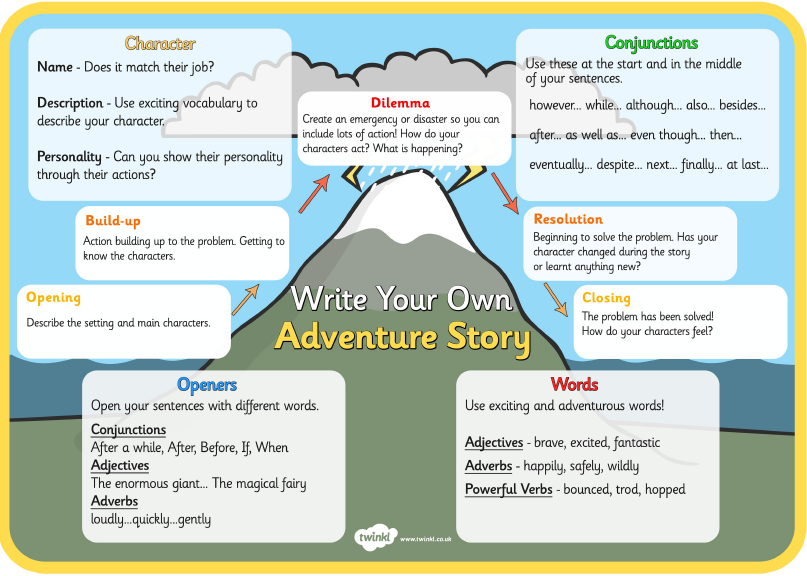 Character
Name - Does it match their job?
Description - Use exciting vocabulary to
describe your character.
Personality - Can you show their personality
through their actions?
Conjunctions
Use these at the start and in the middle
of your sentences.
however... while... although... also... besides...
after... as well as... even though... then...
eventually... despite... next... finally... at last...
Dilemma
Create an emergency or disaster so you can
include lots of action! How do your
characters act? What is happening?
Build-up
Action building up to the problem. Getting to
know the characters.
Resolution
Beginning to solve the problem. Has your
character changed during the story
or learnt anything new?
Opening
Describe the setting and main characters.
Closing
The problem has been solved!
How do your characters feel?
Write Your Own
Adventure Story
Openers
Open your sentences with different words.
Conjunctions
After a while, After, Before, If, When
Adjectives
The enormous giant... The magical fairy
Adverbs
loudly...quickly...gently
Words
Use exciting and adventurous words!
Adjectives - brave, excited, fantastic
Adverbs - happily, safely, wildly
Powerful Verbs - bounced, trod, hopped
twinkl www.twinkl.co.uk